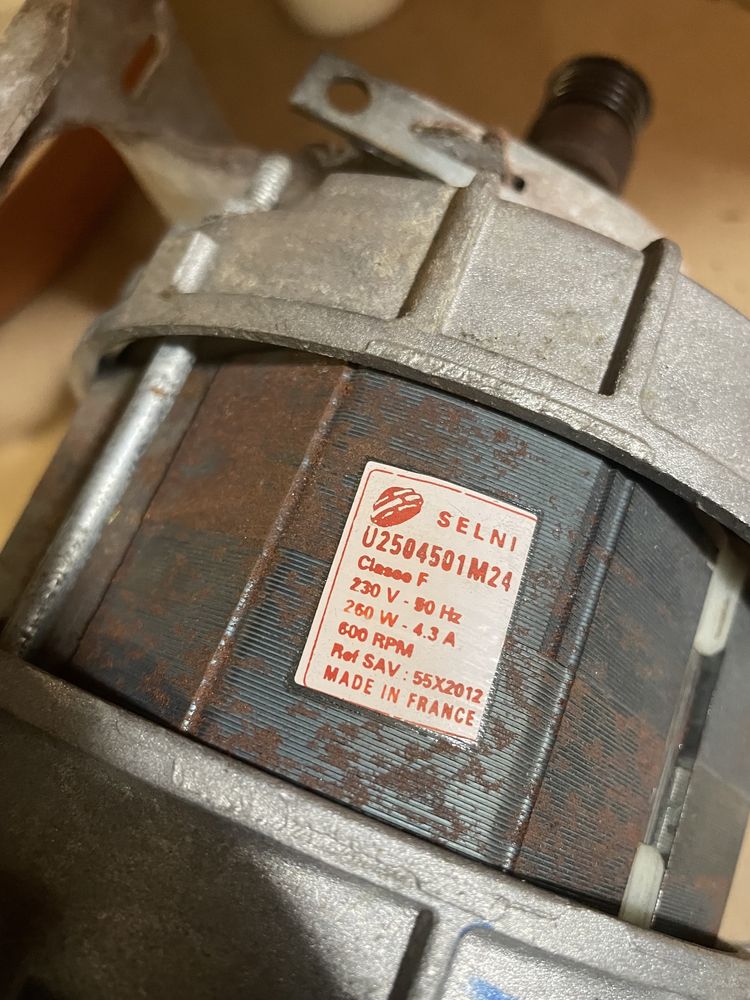 SELNI
U2504501M24
Classe F
230 V - 50 Hz
260 W - 4.3 A
600 RPM
Ref SAV : 55X2012
MADE IN FRANCE